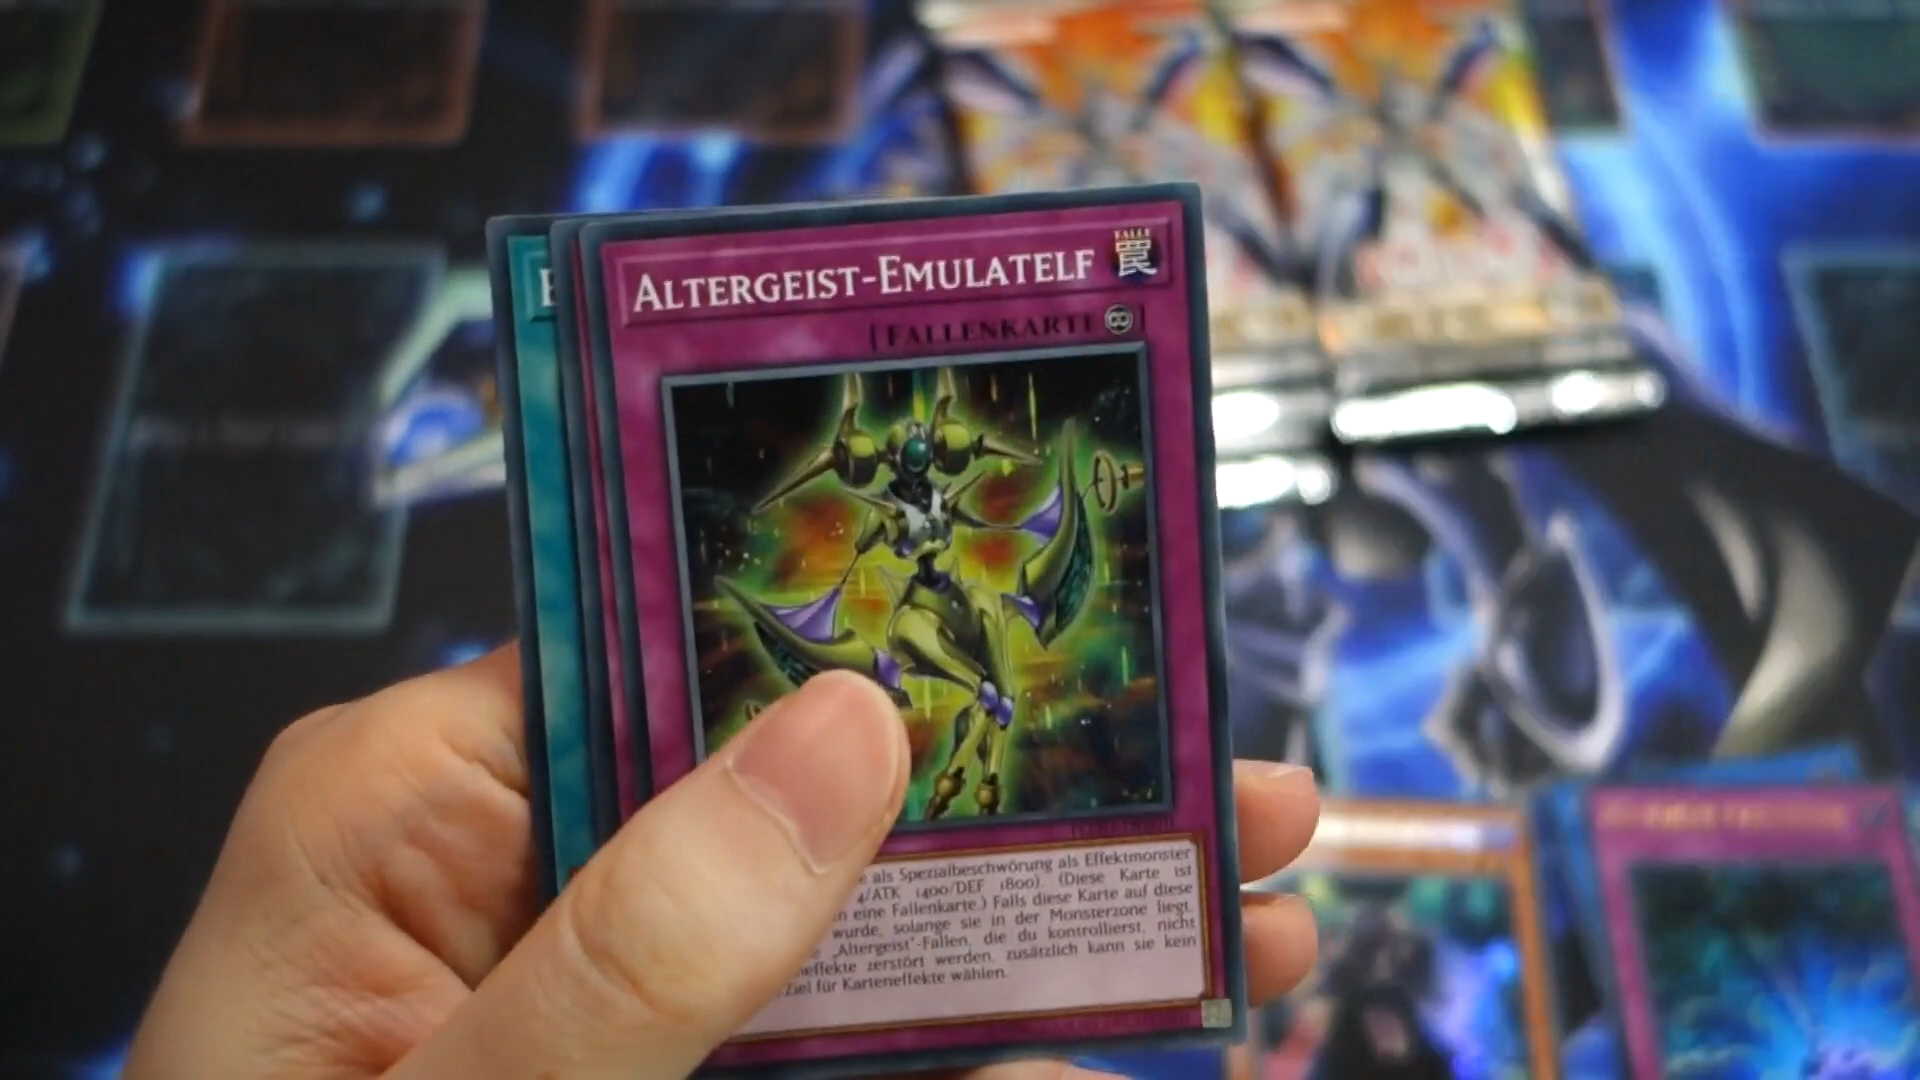 ALTERGEIST-EMULATELF
FALLE
罠
[FALLENKARTE ∞]
e als Spezialbeschwörung als Effektmonster
4/ATK 1400/DEF 1800). (Diese Karte ist
n eine Fallenkarte.) Falls diese Karte auf diese
wurde, solange sie in der Monsterzone liegt,
e „Altergeist"-Fallen, die du kontrollierst, nicht
effekte zerstört werden, zusätzlich kann sie kein
Ziel für Karteneffekte wählen.